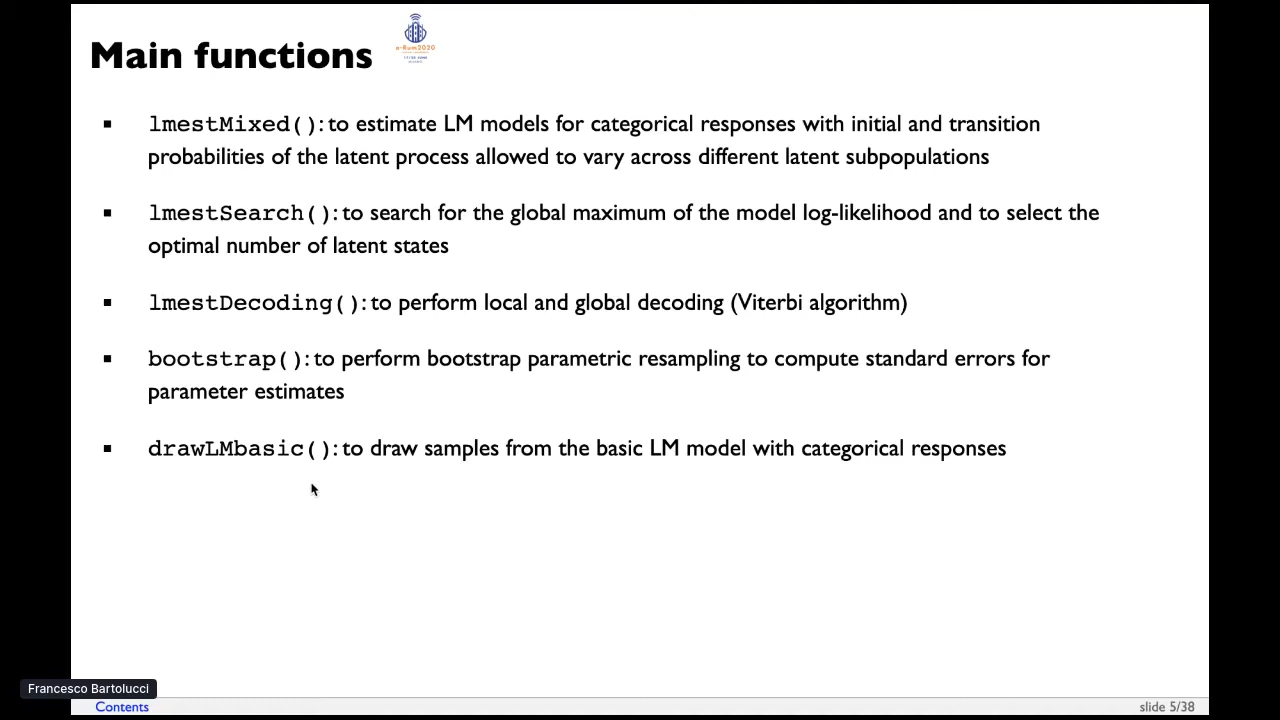 Main functions
e-Rum2020
lmestMixed(): to estimate LM models for categorical responses with initial and transition
probabilities of the latent process allowed to vary across different latent subpopulations
lmestSearch(): to search for the global maximum of the model log-likelihood and to select the
optimal number of latent states
lmestDecoding(): to perform local and global decoding (Viterbi algorithm)
bootstrap(): to perform bootstrap parametric resampling to compute standard errors for
parameter estimates
drawLMbasic(): to draw samples from the basic LM model with categorical responses
Francesco Bartolucci
Contents
slide 5/38